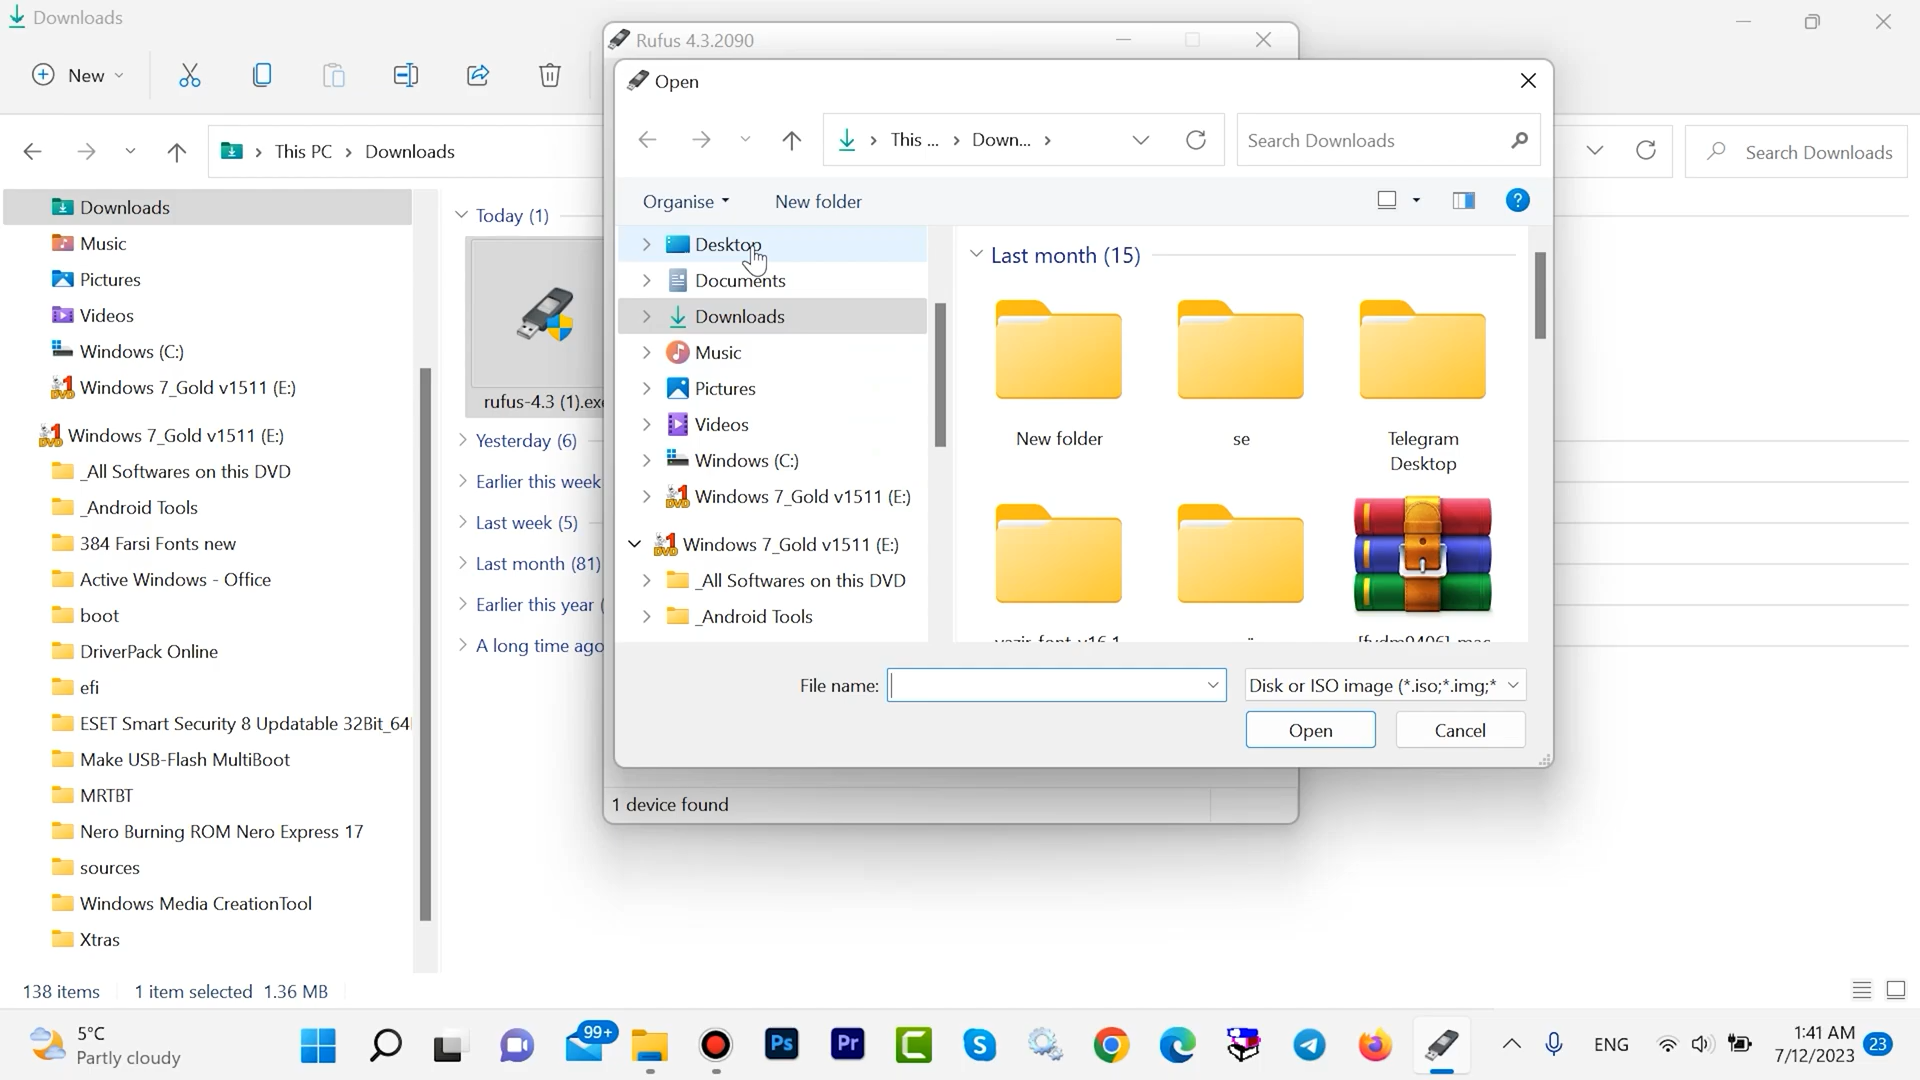 Downloads
New
This PC > Downloads
Search Downloads
Downloads
Music
Pictures
Videos
Windows (C:)
Windows 7_Gold v1511 (E:)
Windows 7_Gold v1511 (E:)
_All Softwares on this DVD
_Android Tools
384 Farsi Fonts new
Active Windows - Office
boot
DriverPack Online
efi
ESET Smart Security 8 Updatable 32Bit_64
Make USB-Flash MultiBoot
MRTBT
Nero Burning ROM Nero Express 17
sources
Windows Media CreationTool
Xtras
Today (1)
rufus-4.3 (1).exe
Yesterday (6)
Earlier this week
Last week (5)
Last month (81)
Earlier this year (
A long time ago
Rufus 4.3.2090
Open
This ... > Down... >
Search Downloads
Organise
New folder
Desktop
Documents
Downloads
Music
Pictures
Videos
Windows (C:)
Windows 7_Gold v1511 (E:)
Windows 7_Gold v1511 (E:)
_All Softwares on this DVD
_Android Tools
Last month (15)
New folder
se
Telegram
Desktop
File name:
Disk or ISO image (*.iso;*.img;*
Open
Cancel
1 device found
138 items
1 item selected 1.36 MB
5°C
Partly cloudy
99+
Ps
Pr
ENG
1:41 AM
7/12/2023
23